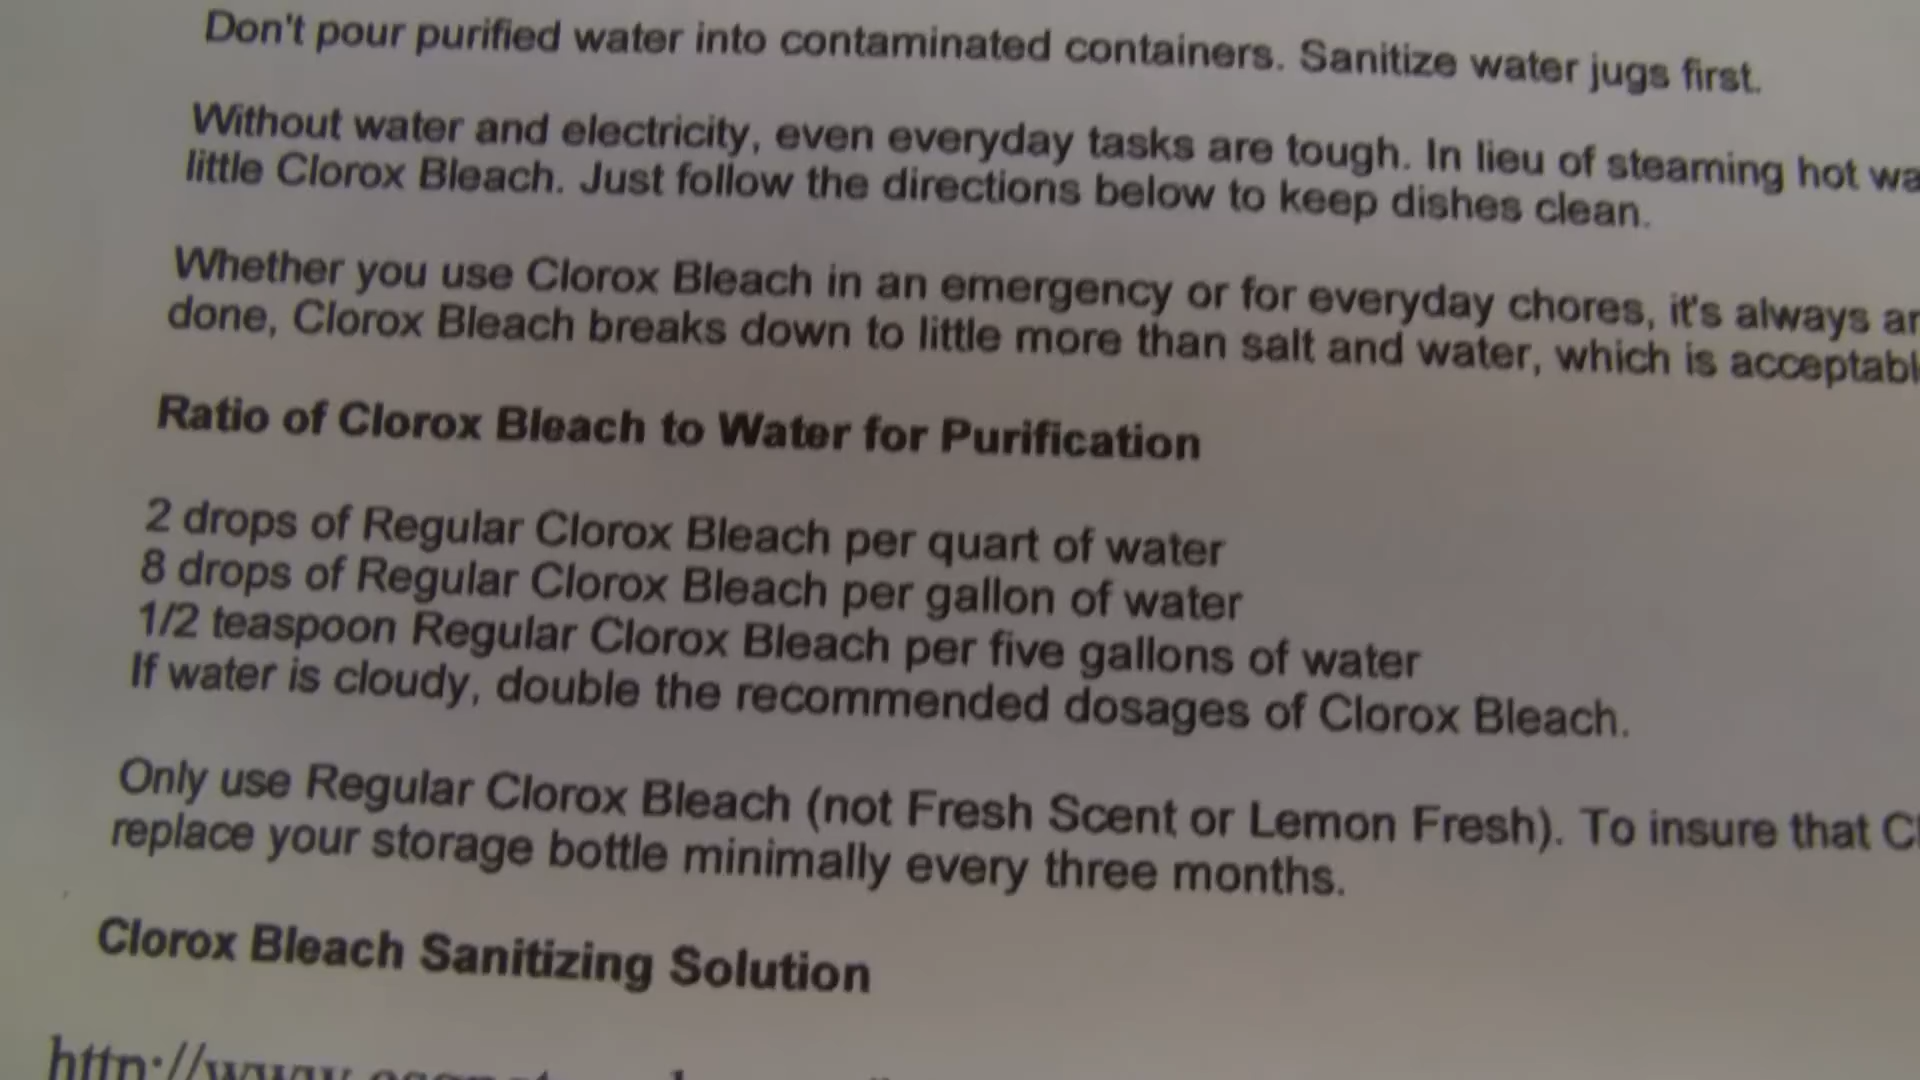 Don't pour purified water into contaminated containers. Sanitize water jugs first.
Without water and electricity, even everyday tasks are tough. In lieu of steaming hot wa
little Clorox Bleach. Just follow the directions below to keep dishes clean.
Whether you use Clorox Bleach in an emergency or for everyday chores, it's always an
done, Clorox Bleach breaks down to little more than salt and water, which is acceptabl
Ratio of Clorox Bleach to Water for Purification
2 drops of Regular Clorox Bleach per quart of water
8 drops of Regular Clorox Bleach per gallon of water
1/2 teaspoon Regular Clorox Bleach per five gallons of water
If water is cloudy, double the recommended dosages of Clorox Bleach.
Only use Regular Clorox Bleach (not Fresh Scent or Lemon Fresh). To insure that Cl
replace your storage bottle minimally every three months.
Clorox Bleach Sanitizing Solution
http://www.